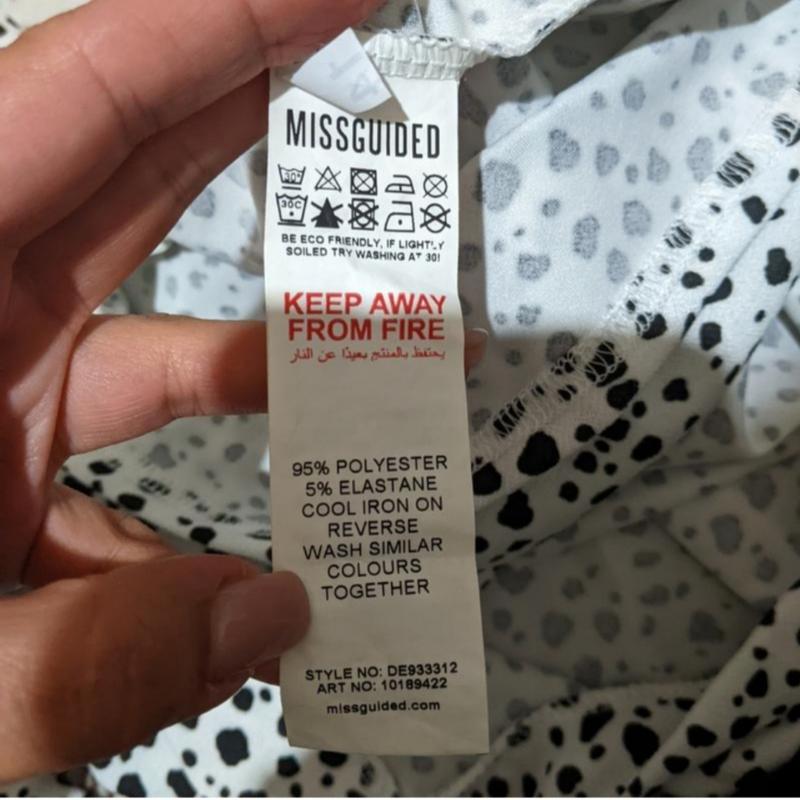 MISSGUIDED
30°
30C
BE ECO FRIENDLY, IF LIGHTLY
SOILED TRY WASHING AT 30!
KEEP AWAY
FROM FIRE
يحتفظ بالمنتج بعيدًا عن النار
95% POLYESTER
5% ELASTANE
COOL IRON ON
REVERSE
WASH SIMILAR
COLOURS
TOGETHER
STYLE NO: DE933312
ART NO: 10189422
missguided.com